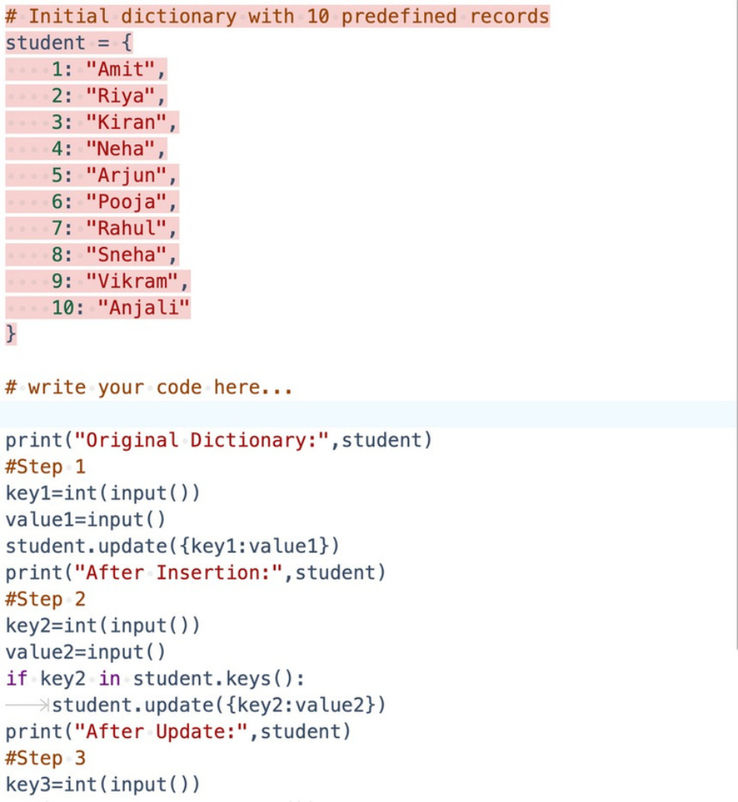 # Initial dictionary with 10 predefined records
student = {
    1: "Amit",
    2: "Riya",
    3: "Kiran",
    4: "Neha",
    5: "Arjun",
    6: "Pooja",
    7: "Rahul",
    8: "Sneha",
    9: "Vikram",
    10: "Anjali"
}

# write your code here...

print("Original Dictionary:",student)
#Step 1
key1=int(input())
value1=input()
student.update({key1:value1})
print("After Insertion:",student)
#Step 2
key2=int(input())
value2=input()
if key2 in student.keys():
    student.update({key2:value2})
print("After Update:",student)
#Step 3
key3=int(input())